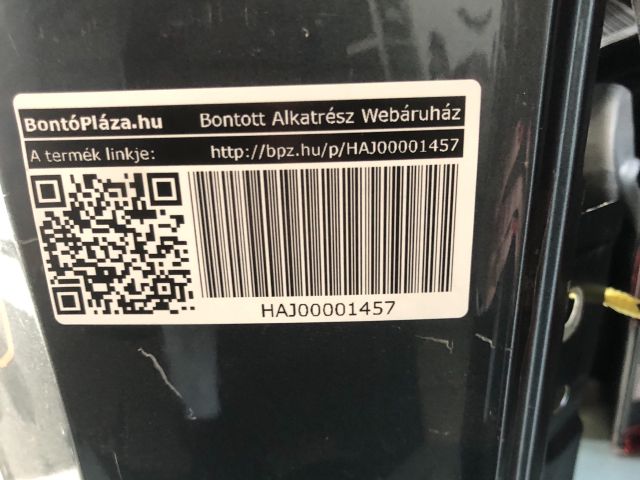 BontóPláza.hu Bontott Alkatrész Webáruház
A termék linkje: http://bpz.hu/p/HAJ00001457
HAJ00001457